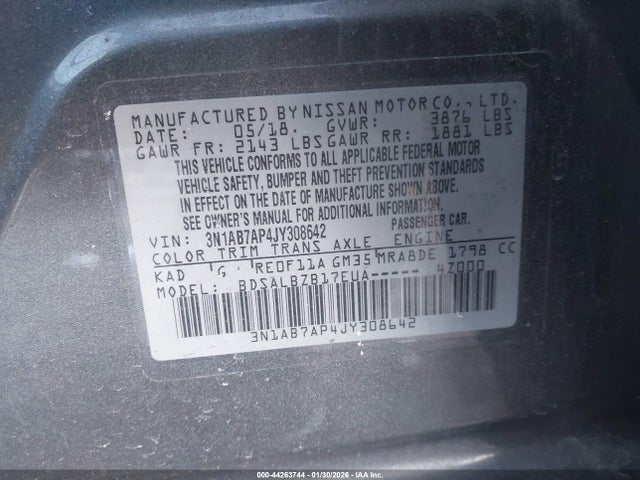 MANUFACTURED BY NISSAN MOTOR CO., LTD.
DATE: 05/18. GVWR: 3876 LBS
GAWR FR: 2143 LBS GAWR RR: 1881 LBS
THIS VEHICLE CONFORMS TO ALL APPLICABLE FEDERAL MOTOR
VEHICLE SAFETY, BUMPER AND THEFT PREVENTION STANDARDS
IN EFFECT ON THE DATE OF MANUFACTURE SHOWN ABOVE.
SEE OWNER'S MANUAL FOR ADDITIONAL INFORMATION.
VIN: 3N1AB7AP4JY308642 PASSENGER CAR.
COLOR TRIM TRANS AXLE ENGINE
KAD G RE0F11A GM35 MRA8DE 1798 CC
MODEL: BDSALBZB17EUA----- 4Z000
3N1AB7AP4JY308642
000-44263744 | 01/30/2026 - IAA Inc.